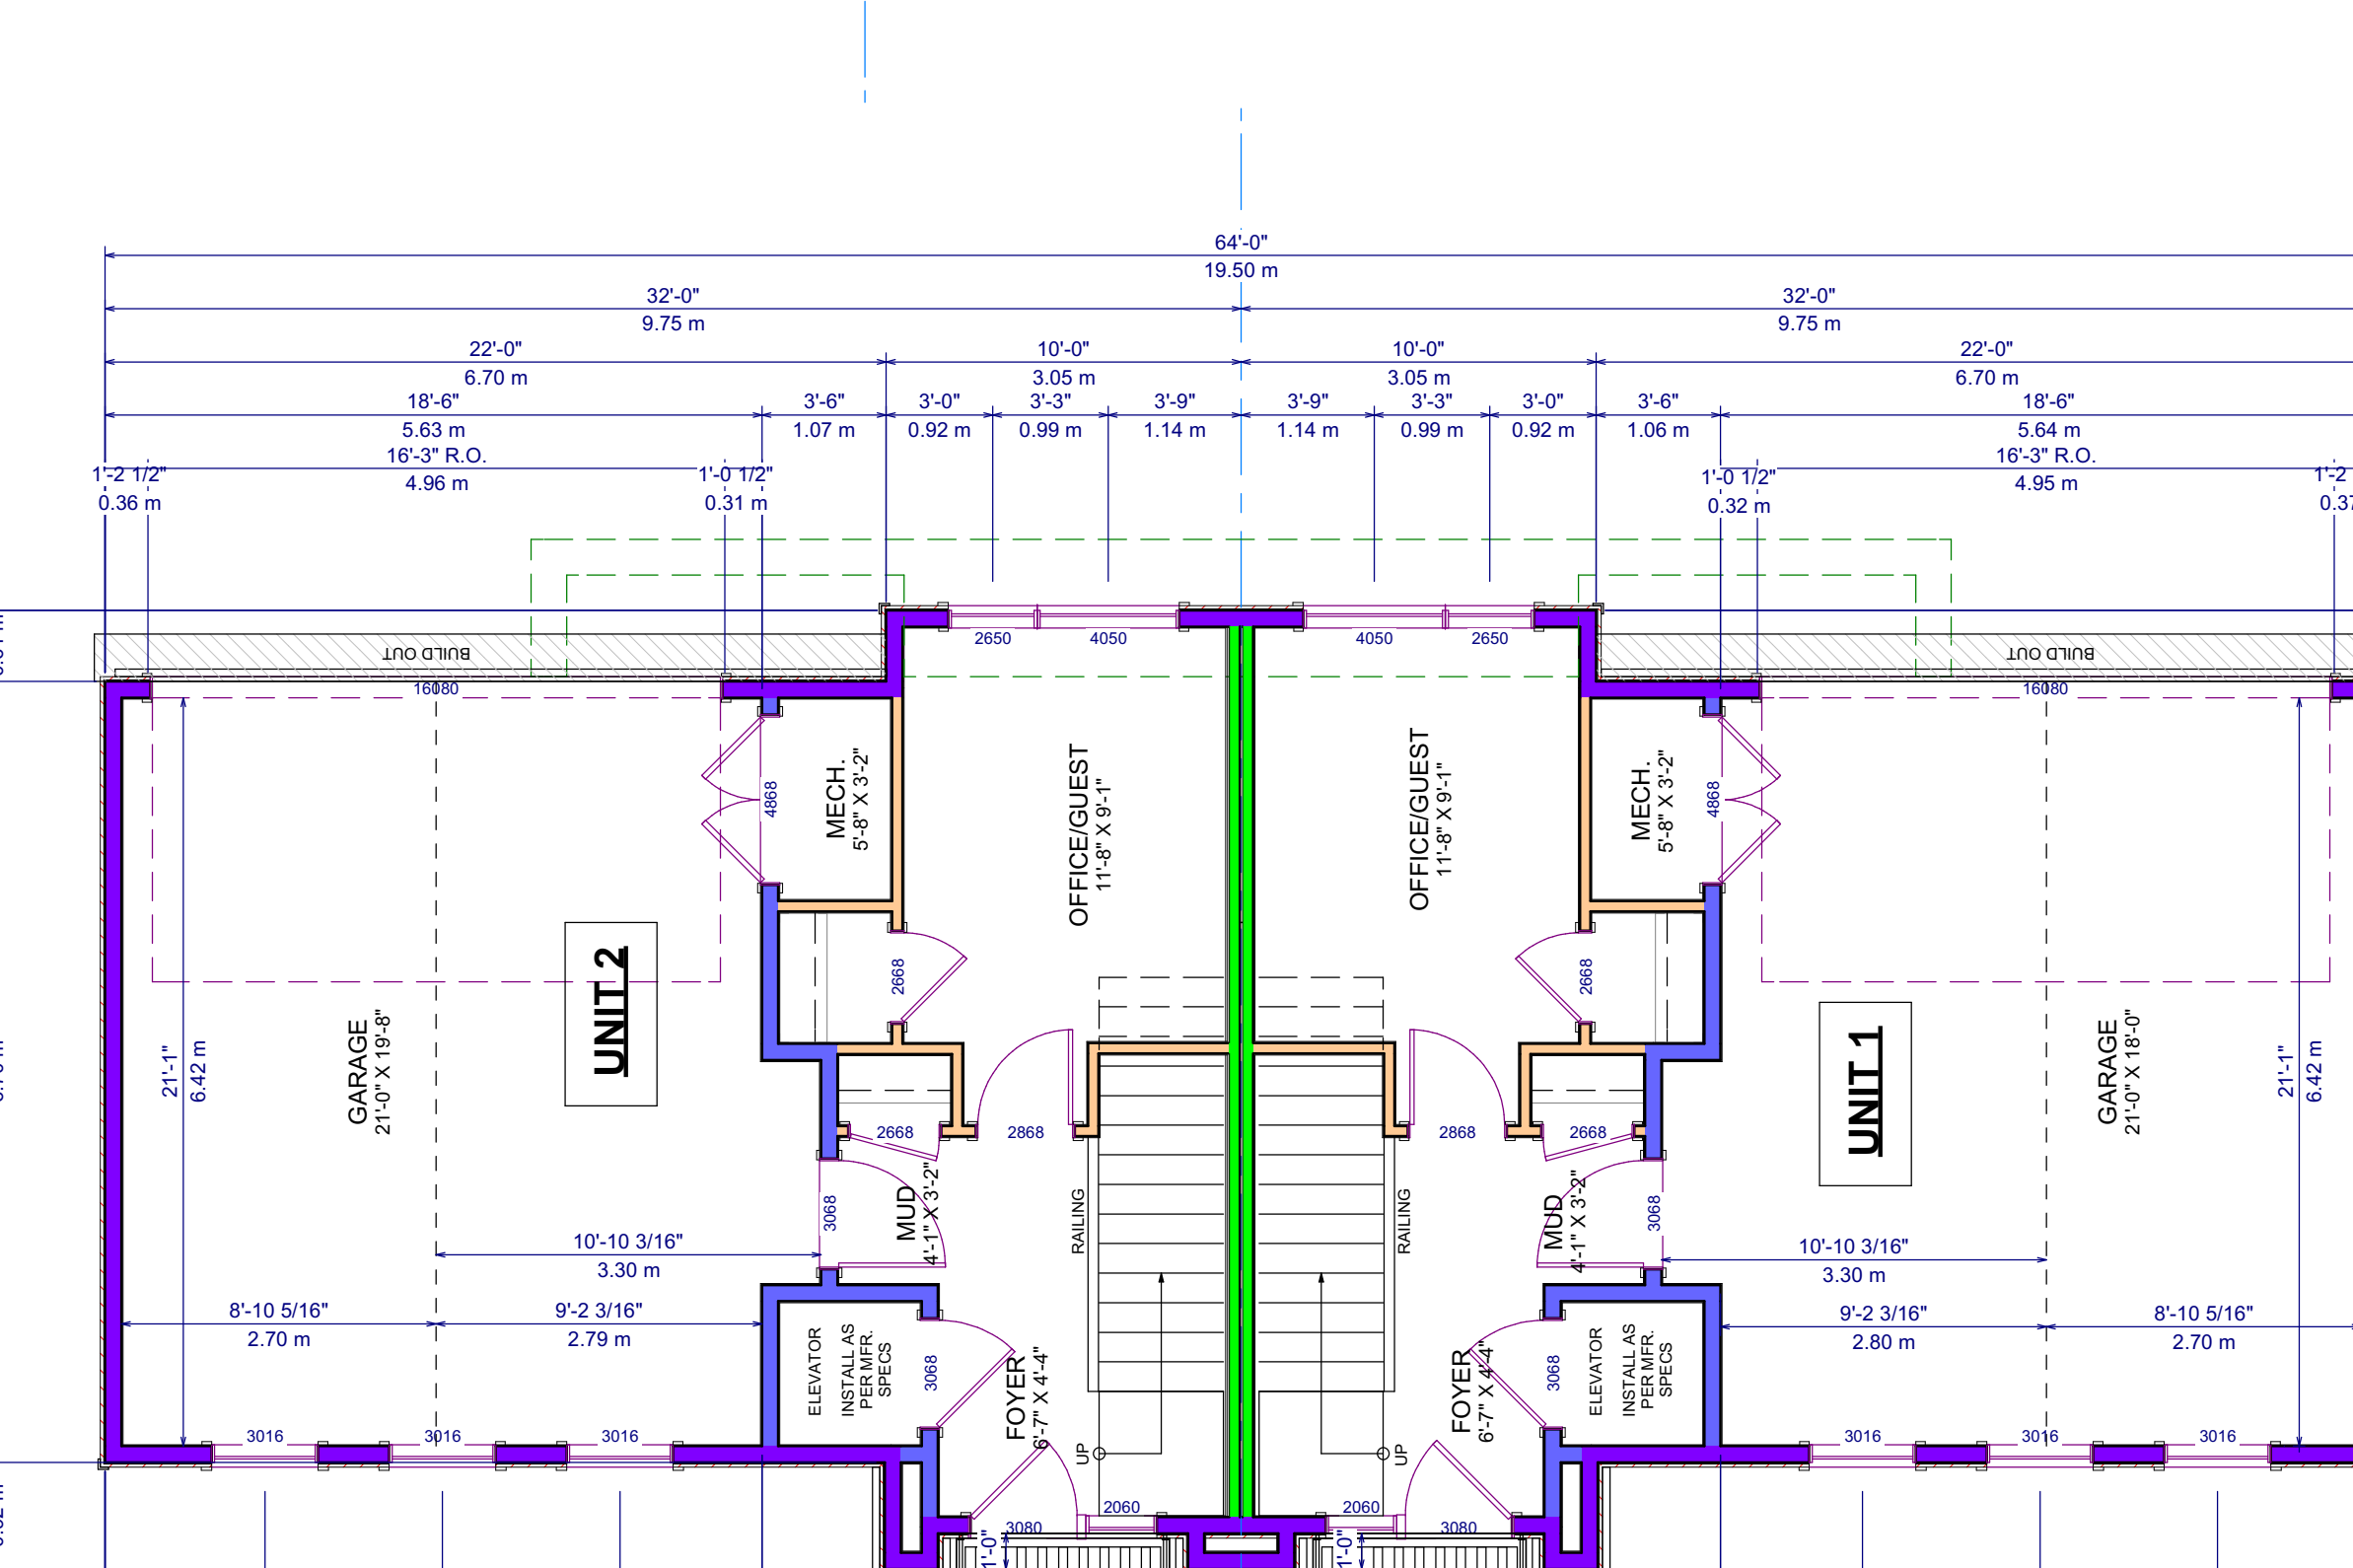 64'-0"
19.50 m
32'-0"
32'-0"
9.75 m
9.75 m
22'-0"
10'-0"
10'-0"
22'-0"
6.70 m
3.05 m
3.05 m
6.70 m
18'-6"
3'-6"
3'-0"
3'-3"
3'-9"
3'-9"
3'-3"
3'-0"
3'-6"
18'-6"
5.63 m
1.07 m
0.92 m
0.99 m
1.14 m
1.14 m
0.99 m
0.92 m
1.06 m
5.64 m
1'-2 1/2"
16'-3" R.O.
1'-0 1/2"
1'-0 1/2"
16'-3" R.O.
1'-2
0.36 m
4.96 m
0.31 m
0.32 m
4.95 m
0.37
2650
4050
4050
2650
BUILD OUT
BUILD OUT
16080
16080
4868
MECH.
5'-8" X 3'-2"
OFFICE/GUEST
11'-8" X 9'-1"
OFFICE/GUEST
11'-8" X 9'-1"
MECH.
5'-8" X 3'-2"
4868
2668
2668
UNIT 2
UNIT 1
GARAGE
21'-0" X 19'-8"
GARAGE
21'-0" X 18'-0"
21'-1"
6.42 m
21'-1"
6.42 m
2668
2868
2868
2668
3068
MUD
4'-1" X 3'-2"
RAILING
RAILING
MUD
4'-1" X 3'-2"
3068
10'-10 3/16"
3.30 m
10'-10 3/16"
3.30 m
8'-10 5/16"
2.70 m
9'-2 3/16"
2.79 m
9'-2 3/16"
2.80 m
8'-10 5/16"
2.70 m
ELEVATOR
INSTALL AS
PER MFR.
SPECS
3068
FOYER
6'-7" X 4'-4"
UP
UP
FOYER
6'-7" X 4'-4"
3068
ELEVATOR
INSTALL AS
PER MFR.
SPECS
3016
3016
3016
3016
3016
3016
2060
2060
3080
3080
1'-0"
1'-0"